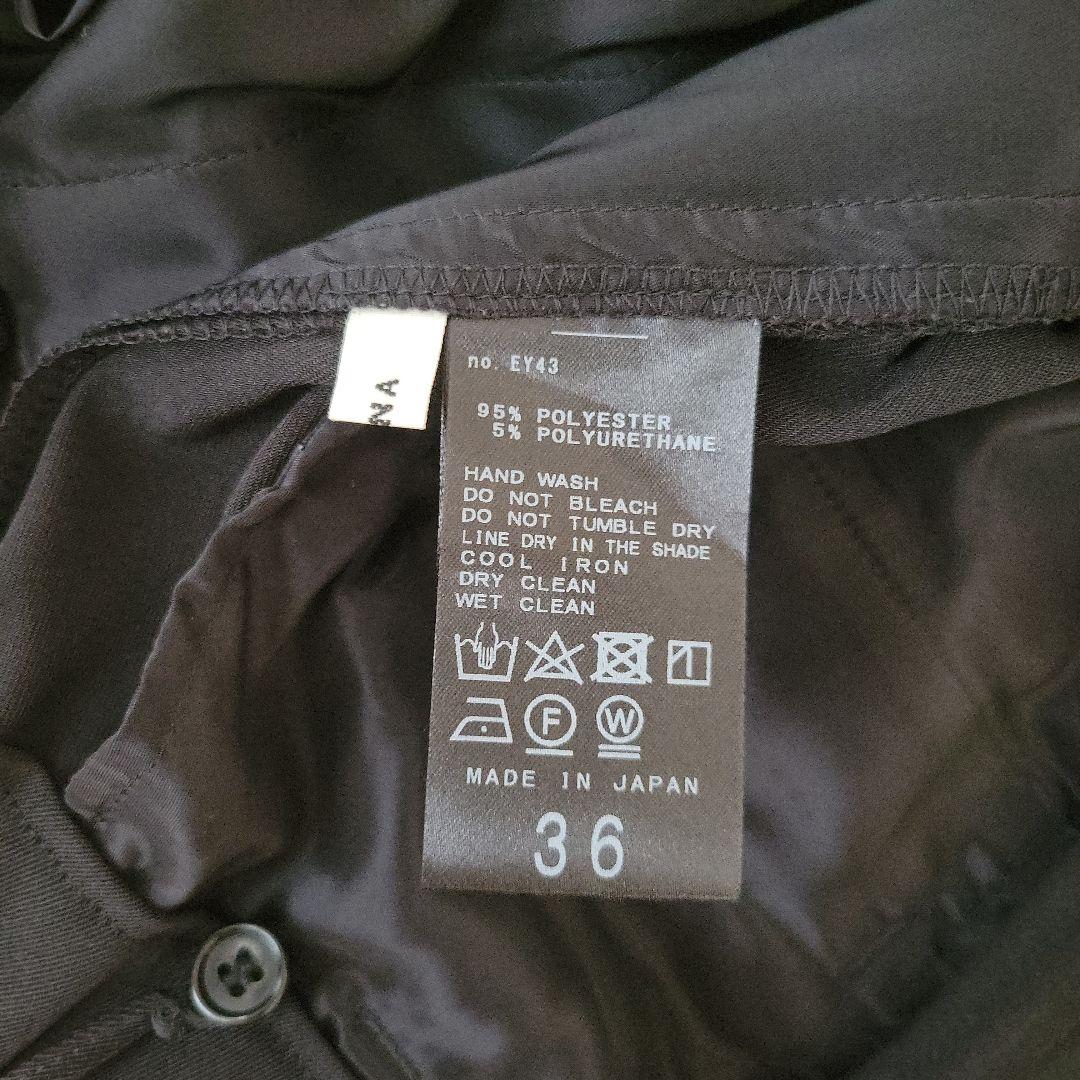 NA
no. EY43
95% POLYESTER
5% POLYURETHANE
HAND WASH
DO NOT BLEACH
DO NOT TUMBLE DRY
LINE DRY IN THE SHADE
COOL IRON
DRY CLEAN
WET CLEAN
F W
MADE IN JAPAN
36